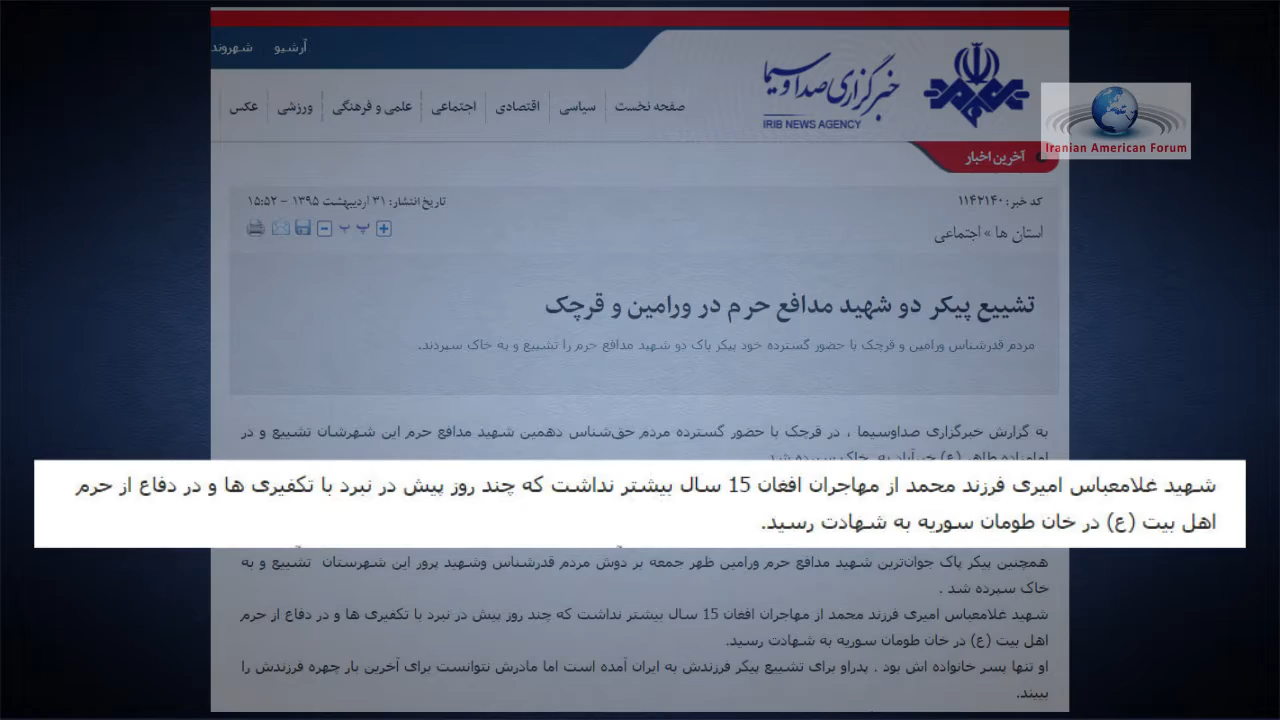 آرشیو
شهروند
خبرگزاری صدا و سیما
IRIB NEWS AGENCY
صفحه نخست
سیاسی
اقتصادی
اجتماعی
علمی و فرهنگی
ورزشی
عکس
Iranian American Forum
آخرین اخبار
کد خبر: ۱۱۴۲۱۴۰
تاریخ انتشار: ۳۱ اردیبهشت ۱۳۹۵ – ۱۵:۵۲
استان ها » اجتماعی
تشییع پیکر دو شهید مدافع حرم در ورامین و قرچک
مردم قدرشناس ورامین و قرچک با حضور گسترده خود پیکر پاک دو شهید مدافع حرم را تشییع و به خاک سپردند.
به گزارش خبرگزاری صداوسیما ، در قرچک با حضور گسترده مردم حق‌شناس دهمین شهید مدافع حرم این شهرشان تشییع و در
امامزاده طاهر (ع) خیرآباد به خاک سپرده شد
شهید غلامعباس امیری فرزند محمد از مهاجران افغان 15 سال بیشتر نداشت که چند روز پیش در نبرد با تکفیری ها و در دفاع از حرم
اهل بیت (ع) در خان طومان سوریه به شهادت رسید.
همچنین پیکر پاک جوان‌ترین شهید مدافع حرم ورامین ظهر جمعه بر دوش مردم قدرشناس وشهید پرور این شهرستان تشییع و به
خاک سپرده شد .
شهید غلامعباس امیری فرزند محمد از مهاجران افغان 15 سال بیشتر نداشت که چند روز پیش در نبرد با تکفیری ها و در دفاع از حرم
اهل بیت (ع) در خان طومان سوریه به شهادت رسید.
او تنها پسر خانواده اش بود . پدراو برای تشییع پیکر فرزندش به ایران آمده است اما مادرش نتوانست برای آخرین بار چهره فرزندش را
ببیند.